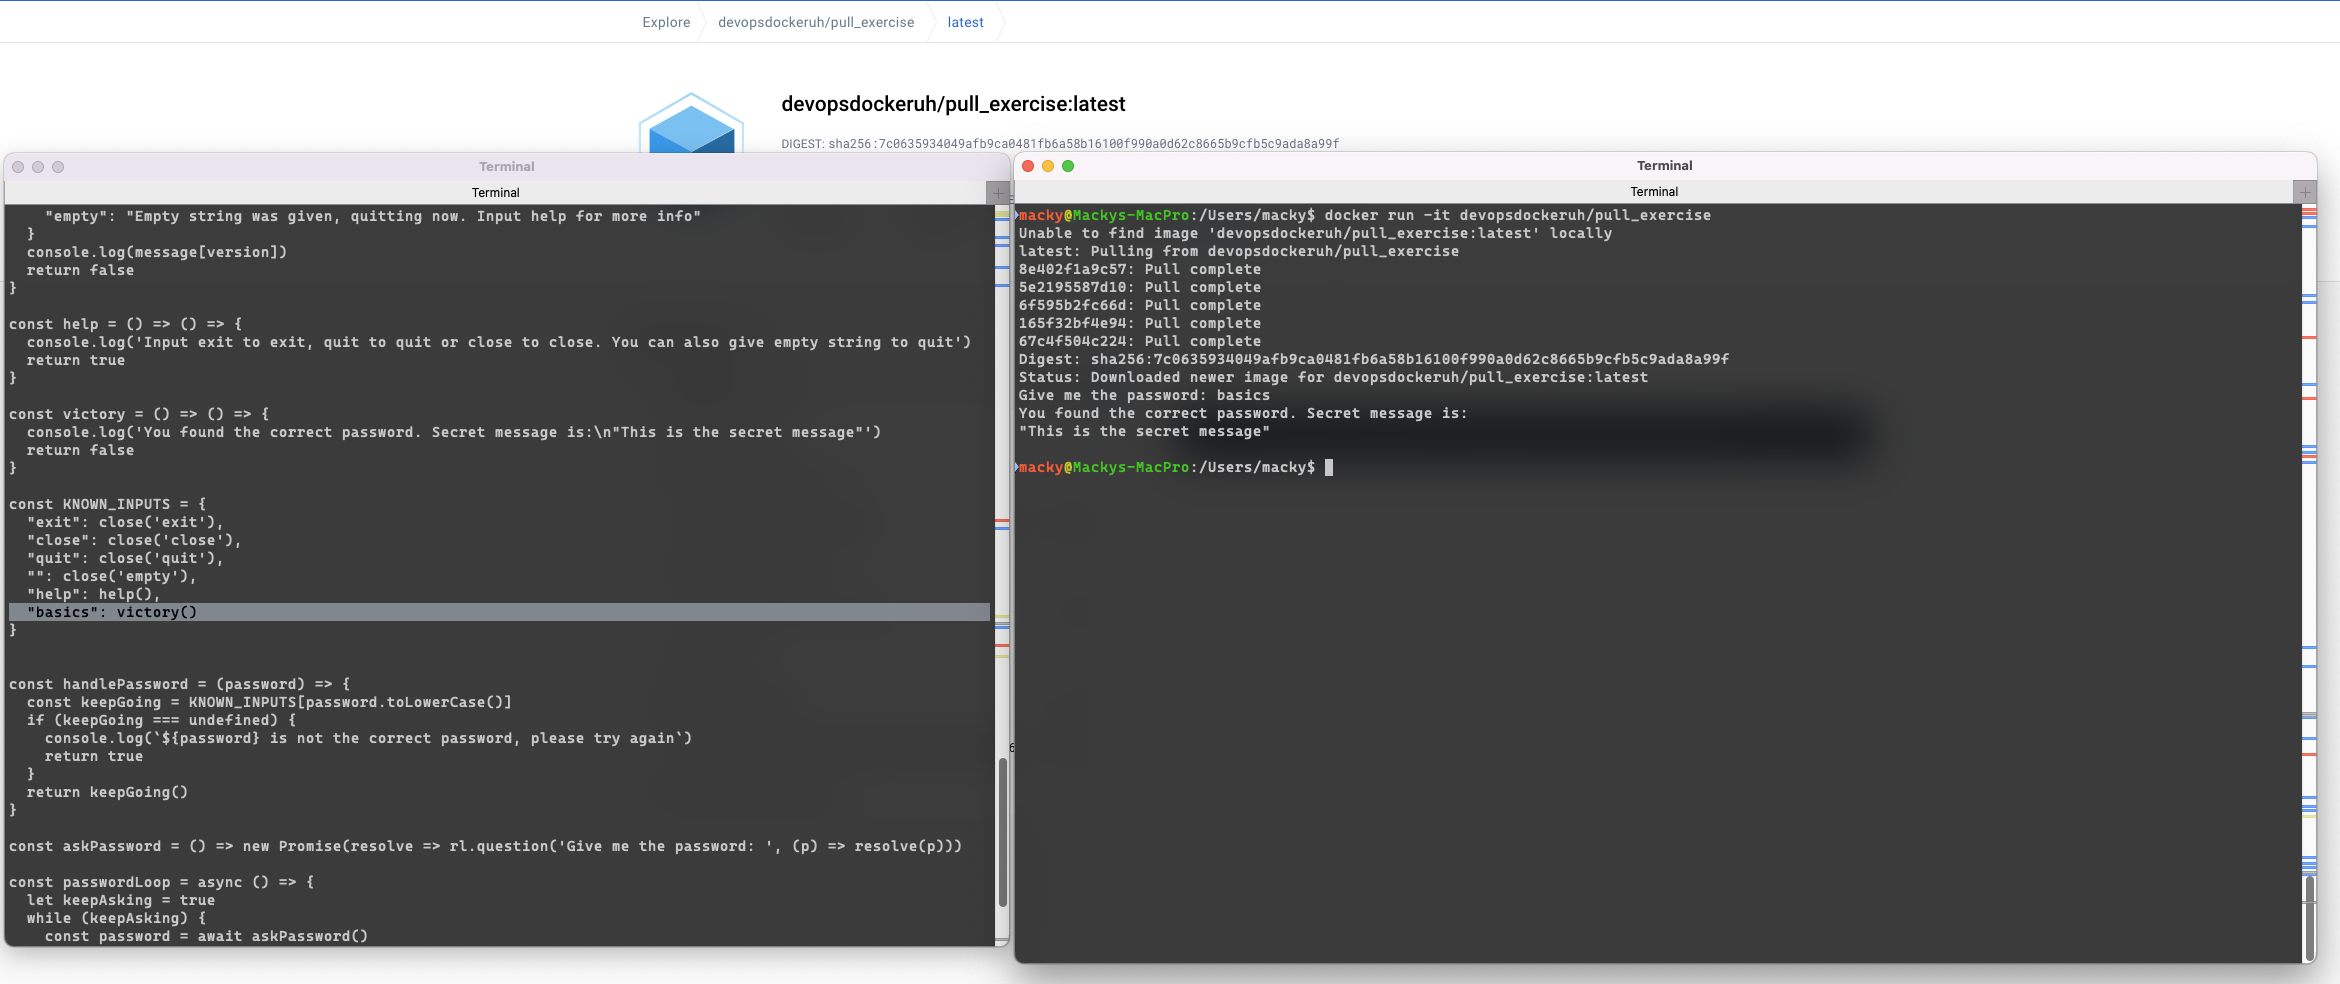 Explore devopsdockeruh/pull_exercise latest
devopsdockeruh/pull_exercise:latest
DIGEST: sha256:7c0635934049afb9ca0481fb6a58b16100f990a0d62c8665b9cfb5c9ada8a99f
Terminal
Terminal
    "empty": "Empty string was given, quitting now. Input help for more info"
  }
  console.log(message[version])
  return false
}
const help = () => () => {
  console.log('Input exit to exit, quit to quit or close to close. You can also give empty string to quit')
  return true
}
const victory = () => () => {
  console.log('You found the correct password. Secret message is:\n"This is the secret message"')
  return false
}
const KNOWN_INPUTS = {
  "exit": close('exit'),
  "close": close('close'),
  "quit": close('quit'),
  "": close('empty'),
  "help": help(),
  "basics": victory()
}
const handlePassword = (password) => {
  const keepGoing = KNOWN_INPUTS[password.toLowerCase()]
  if (keepGoing === undefined) {
    console.log(`${password} is not the correct password, please try again`)
    return true
  }
  return keepGoing()
}
const askPassword = () => new Promise(resolve => rl.question('Give me the password: ', (p) => resolve(p)))
const passwordLoop = async () => {
  let keepAsking = true
  while (keepAsking) {
    const password = await askPassword()
Terminal
Terminal
macky@Mackys-MacPro:/Users/macky$ docker run -it devopsdockeruh/pull_exercise
Unable to find image 'devopsdockeruh/pull_exercise:latest' locally
latest: Pulling from devopsdockeruh/pull_exercise
8e402f1a9c57: Pull complete
5e2195587d10: Pull complete
6f595b2fc66d: Pull complete
165f32bf4e94: Pull complete
67c4f504c224: Pull complete
Digest: sha256:7c0635934049afb9ca0481fb6a58b16100f990a0d62c8665b9cfb5c9ada8a99f
Status: Downloaded newer image for devopsdockeruh/pull_exercise:latest
Give me the password: basics
You found the correct password. Secret message is:
"This is the secret message"
macky@Mackys-MacPro:/Users/macky$